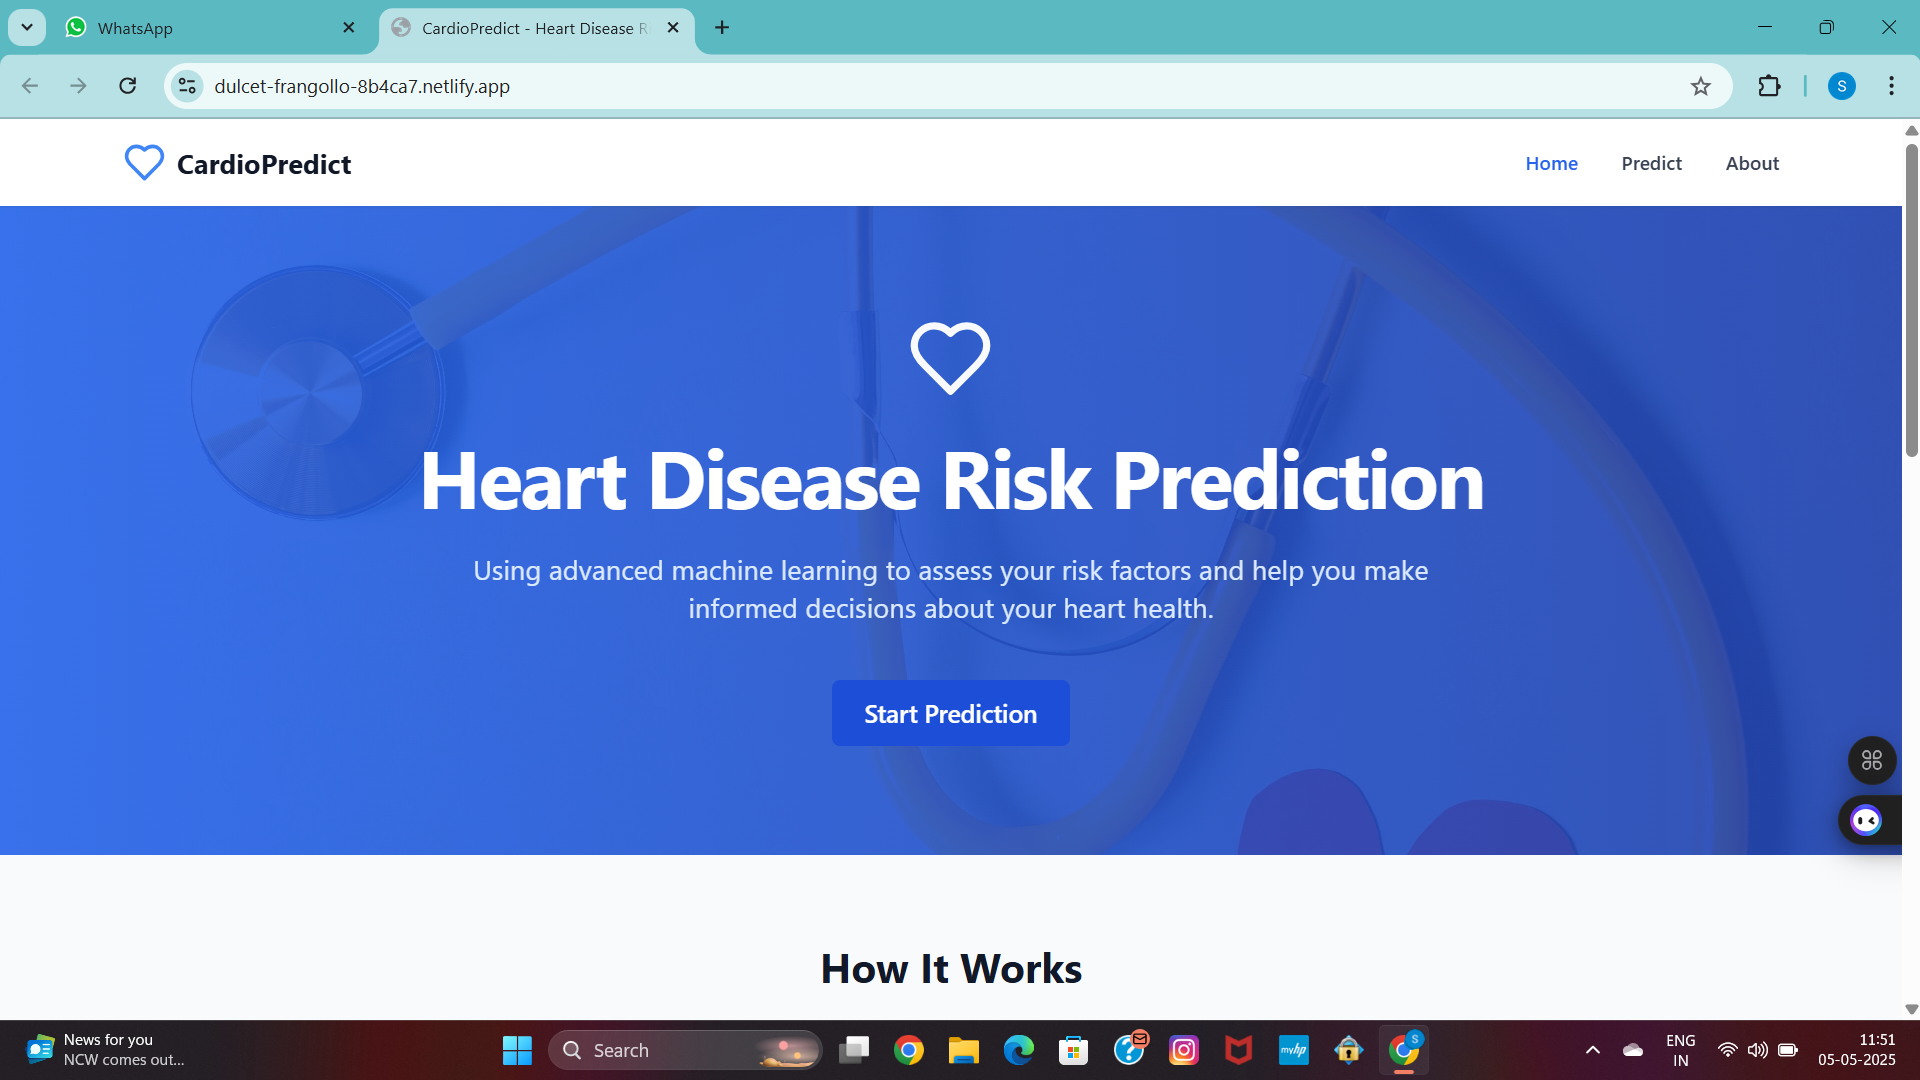 WhatsApp
CardioPredict - Heart Disease R
dulcet-frangollo-8b4ca7.netlify.app
S
CardioPredict
Home
Predict
About
Heart Disease Risk Prediction
Using advanced machine learning to assess your risk factors and help you make
informed decisions about your heart health.
Start Prediction
How It Works
News for you
NCW comes out...
Search
myhp
S
ENG
IN
11:51
05-05-2025